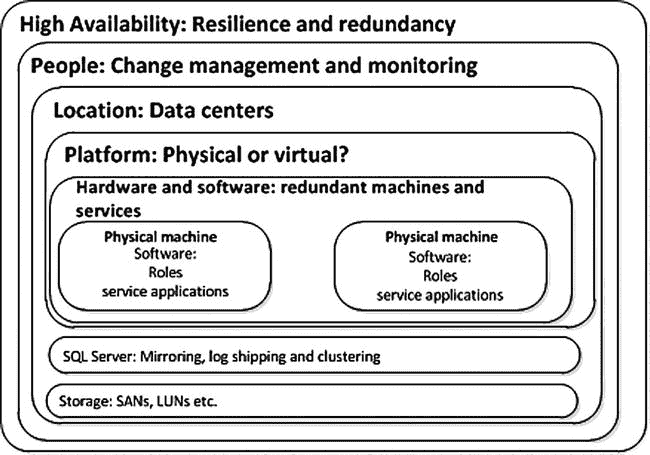 High Availability: Resilience and redundancy
People: Change management and monitoring
Location: Data centers
Platform: Physical or virtual?
Hardware and software: redundant machines and
services
Physical machine
Software:
Roles
service applications
Physical machine
Software:
Roles
service applications
SQL Server: Mirroring, log shipping and clustering
Storage: SANs, LUNs etc.